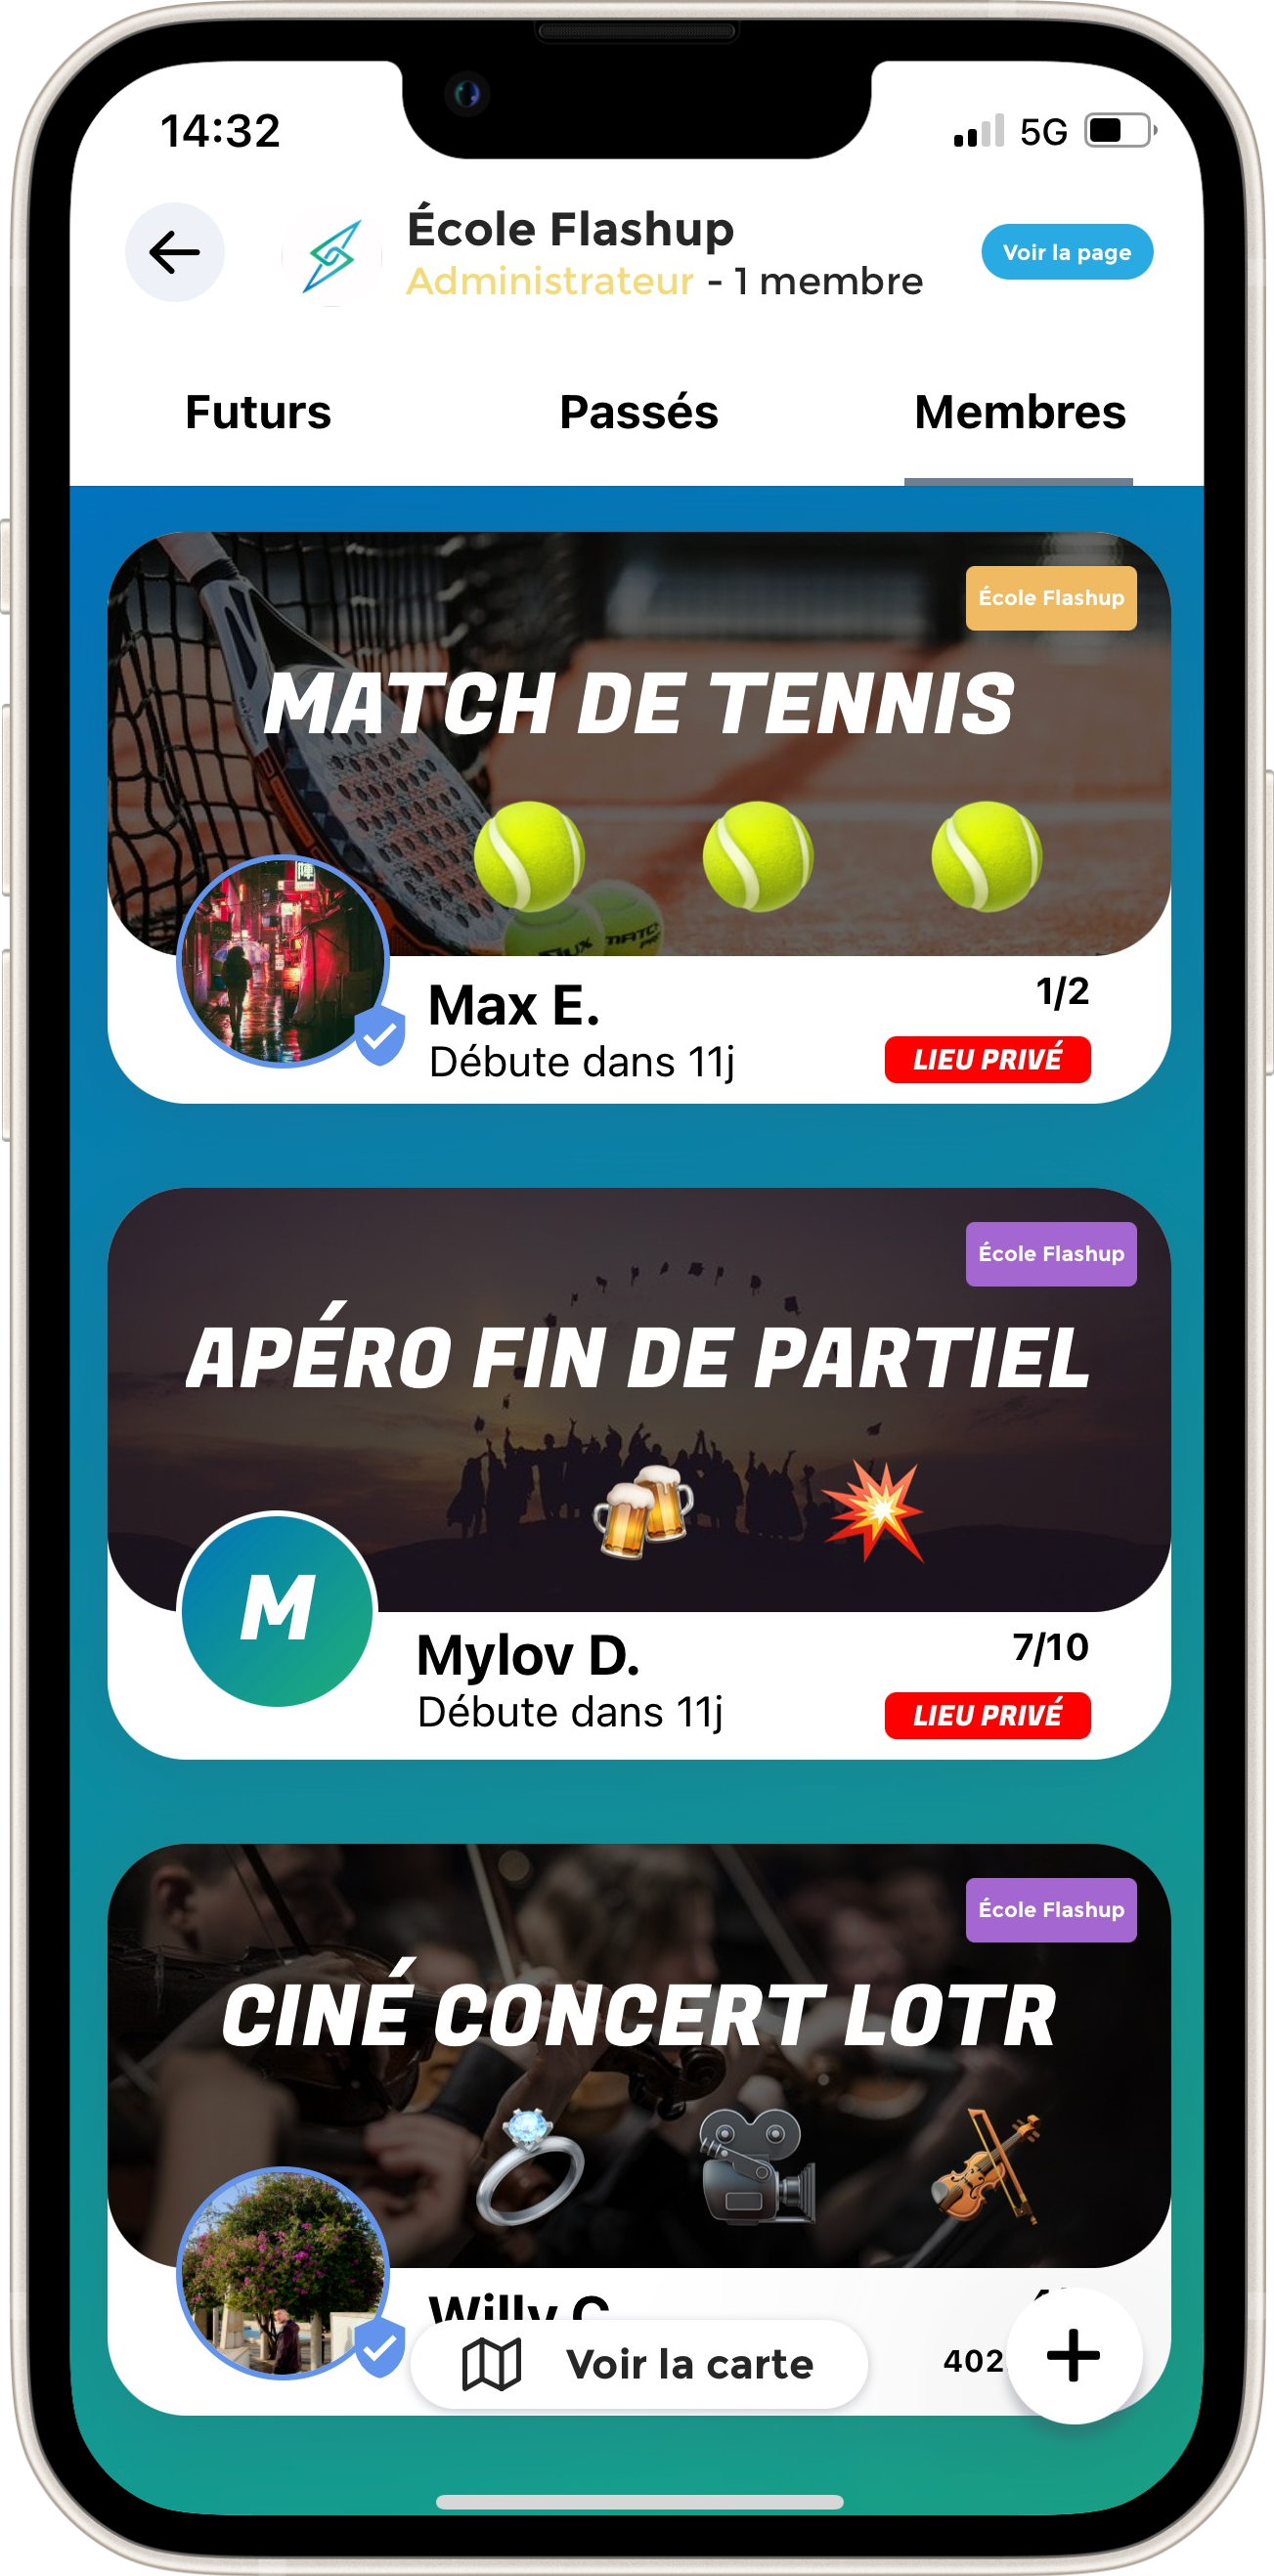 14:32
5G
École Flashup
Administrateur - 1 membre
Voir la page
Futurs
Passés
Membres
École Flashup
MATCH DE TENNIS
Max E.
1/2
Débute dans 11j
LIEU PRIVÉ
École Flashup
APÉRO FIN DE PARTIEL
M
Mylov D.
7/10
Débute dans 11j
LIEU PRIVÉ
École Flashup
CINÉ CONCERT LOTR
Willy C
Voir la carte
402